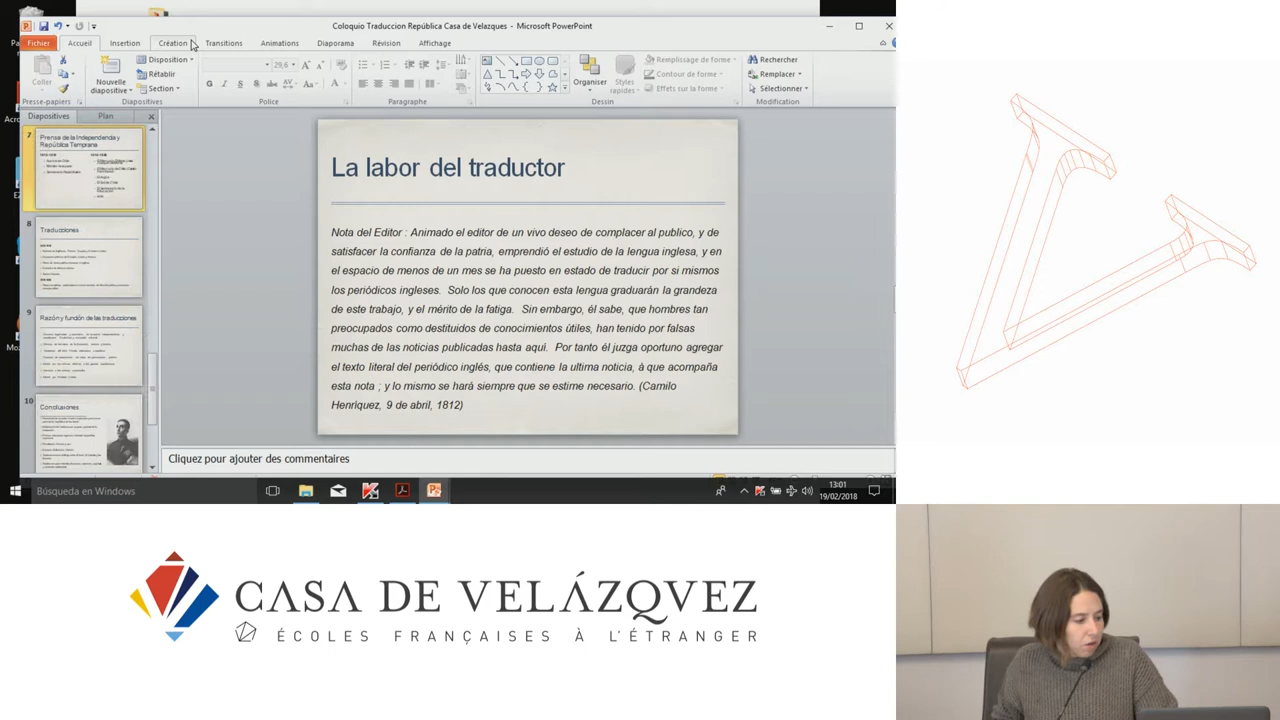 Coloquio Traduccion República Casa de Velazques - Microsoft PowerPoint
Fichier Accueil Insertion Création Transitions Animations Diaporama Révision Affichage
Coller
Nouvelle diapositive
Disposition
Rétablir
Section
29,6
Organiser
Styles rapides
Remplissage de forme
Contour de forme
Effets sur la forme
Rechercher
Remplacer
Sélectionner
Presse-papiers Diapositives Police Paragraphe Dessin Modification
Diapositives Plan
7
Prensa de la Independencia y
República Temprana
8
Traducciones
9
Razón y función de las traducciones
10
Conclusiones
La labor del traductor
Nota del Editor : Animado el editor de un vivo deseo de complacer al publico, y de
satisfacer la confianza de la patria, emprendió el estudio de la lengua inglesa, y en
el espacio de menos de un mes se ha puesto en estado de traducir por si mismos
los periódicos ingleses. Solo los que conocen esta lengua graduarán la grandeza
de este trabajo, y el mérito de la fatiga. Sin embargo, él sabe, que hombres tan
preocupados como destituidos de conocimientos útiles, han tenido por falsas
muchas de las noticias publicadas. Por tanto él juzga oportuno agregar
el texto literal del periódico ingles, que contiene la ultima noticia, à que acompaña
esta nota ; y lo mismo se hará siempre que se estime necesario. (Camilo
Henriquez, 9 de abril, 1812)
Cliquez pour ajouter des commentaires
Búsqueda en Windows
13:01
19/02/2018
CASA DE VELÁZQVEZ
ÉCOLES FRANÇAISES À L'ÉTRANGER